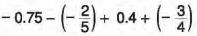 - 0.75 - (- 2/5) + 0.4 + (- 3/4)